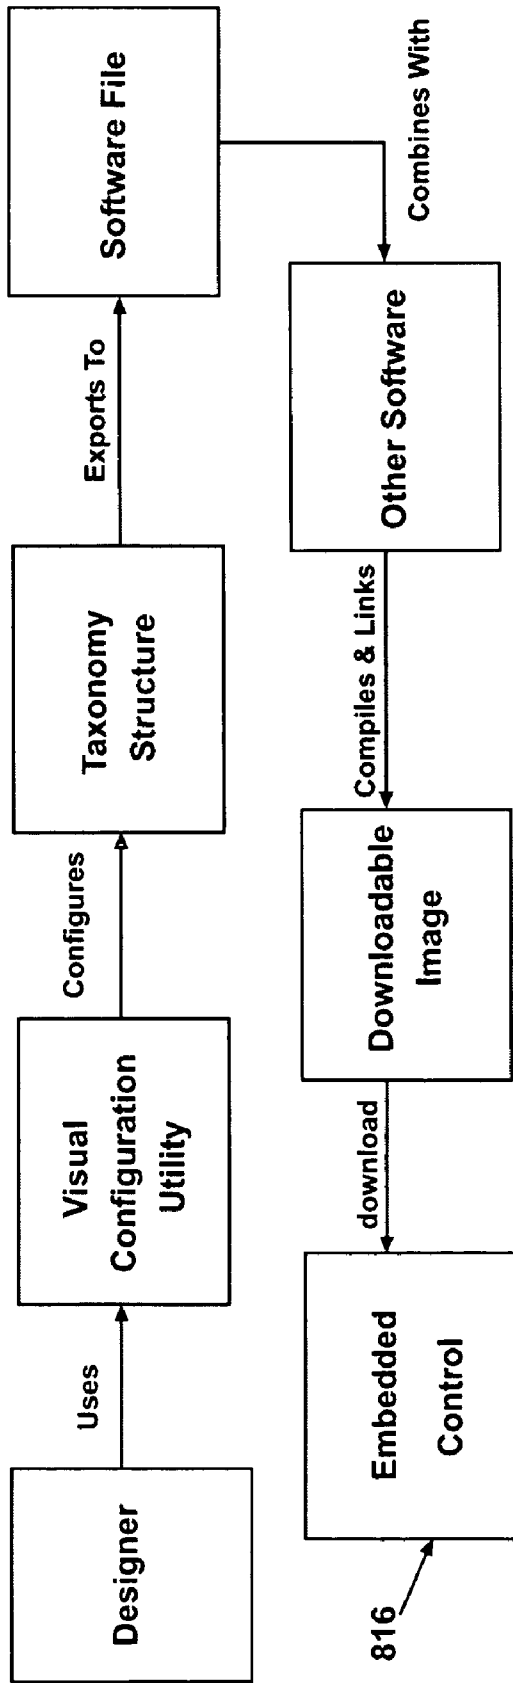 Designer
Uses
Visual
Configuration
Utility
Configures
Taxonomy
Structure
Exports To
Software File
Combines With
Other Software
Compiles & Links
Downloadable
Image
download
Embedded
Control
816